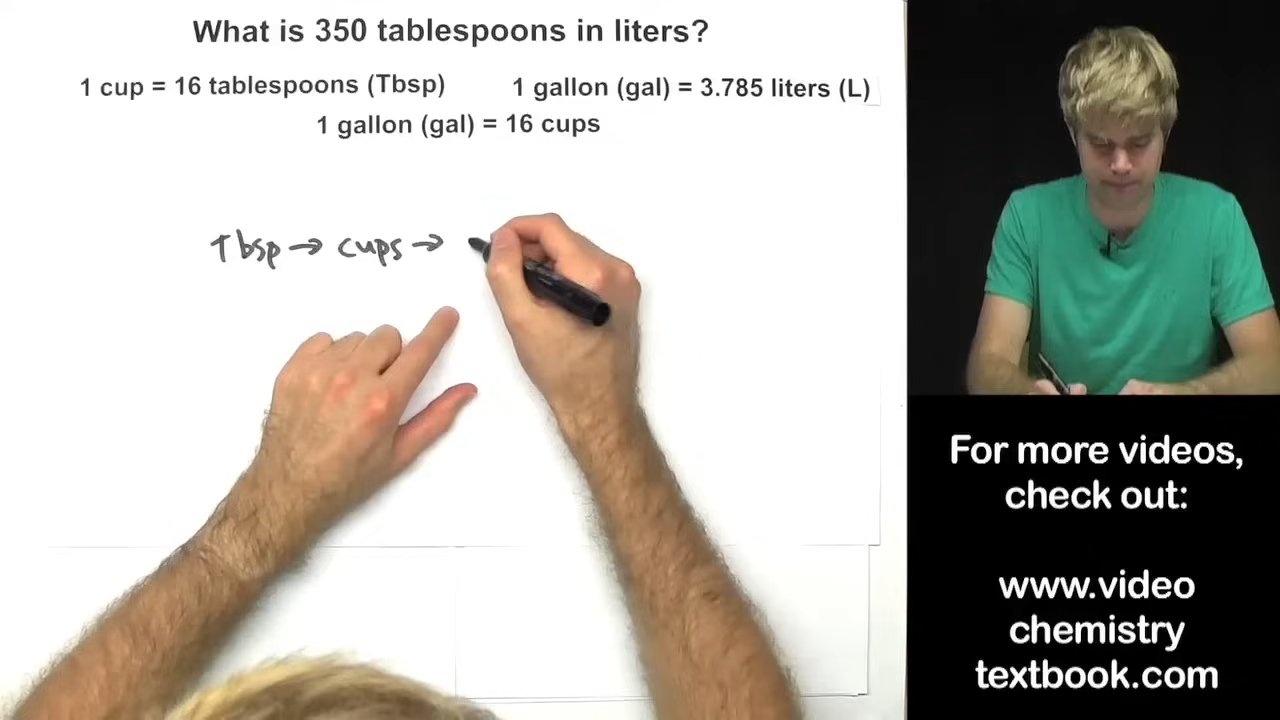 What is 350 tablespoons in liters?
1 cup = 16 tablespoons (Tbsp) 1 gallon (gal) = 3.785 liters (L)
1 gallon (gal) = 16 cups
Tbsp → cups →
For more videos,
check out:
www.video
chemistry
textbook.com